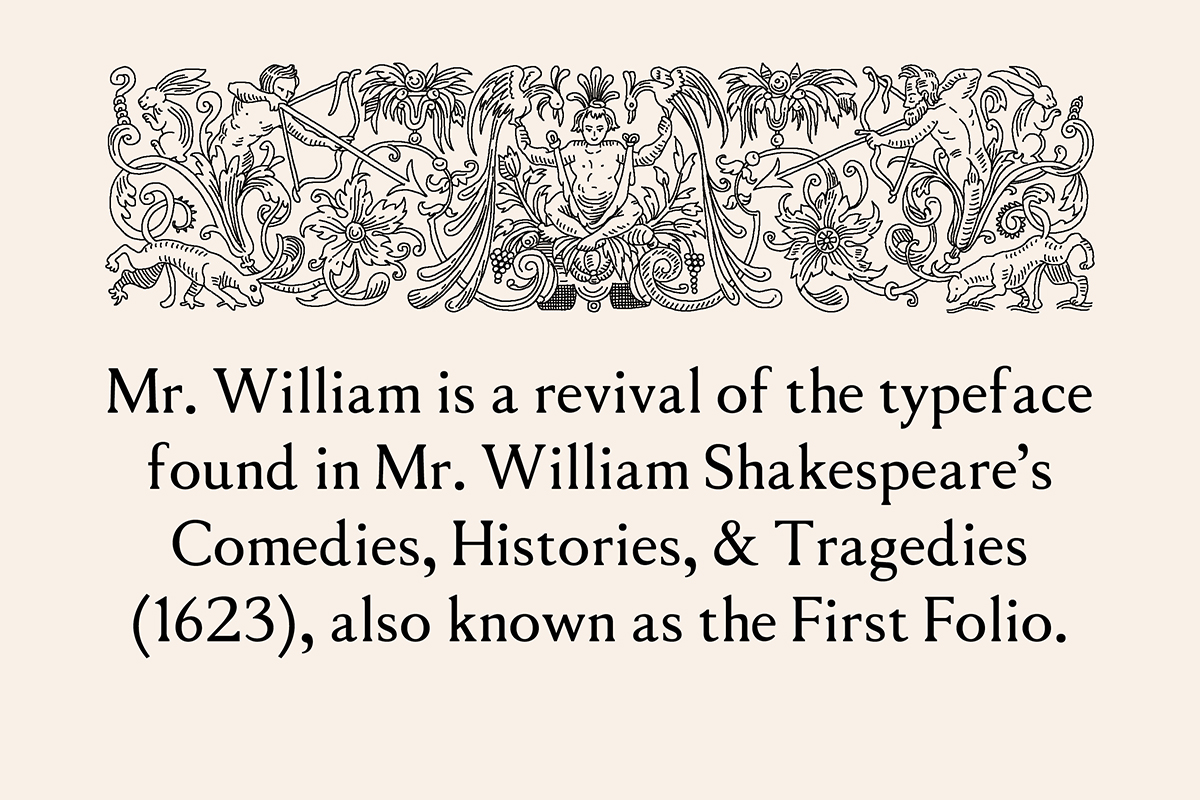 Mr. William is a revival of the typeface
found in Mr. William Shakespeare’s
Comedies, Histories, & Tragedies
(1623), also known as the First Folio.